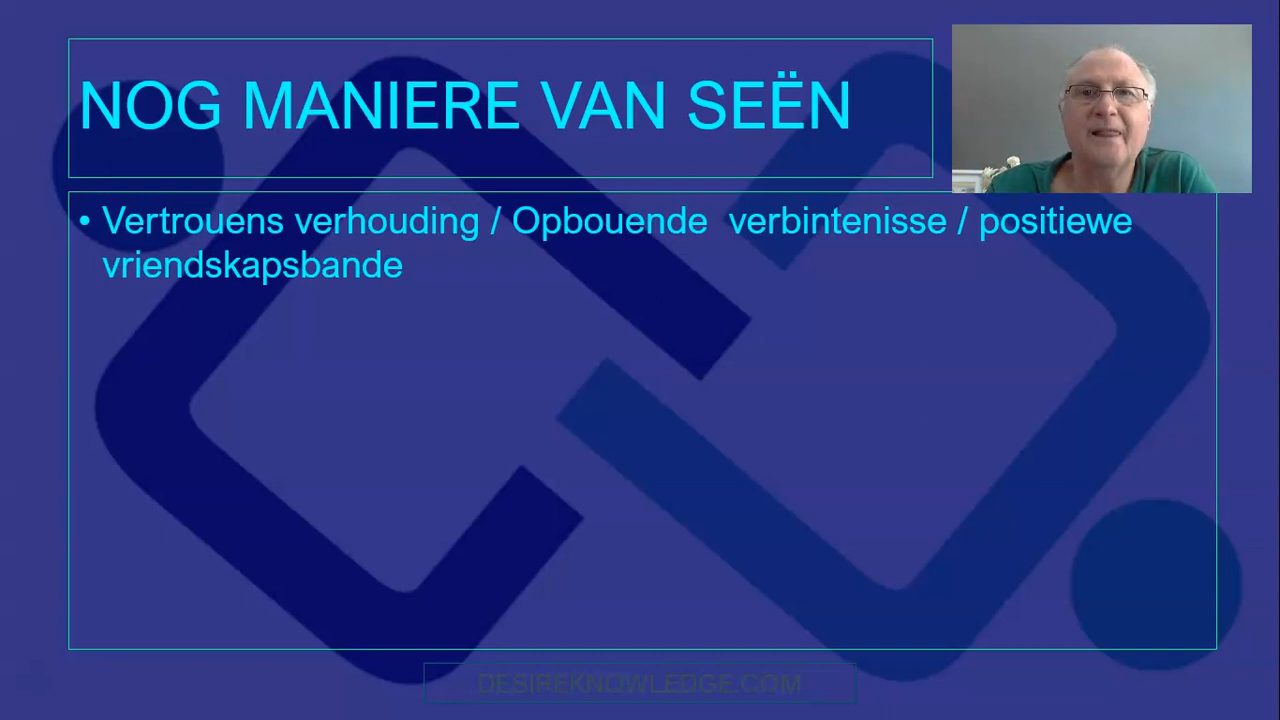 NOG MANIERE VAN SEËN
• Vertrouens verhouding / Opbouende  verbintenisse / positiewe
vriendskapsbande
DESIREKNOWLEDGE.COM